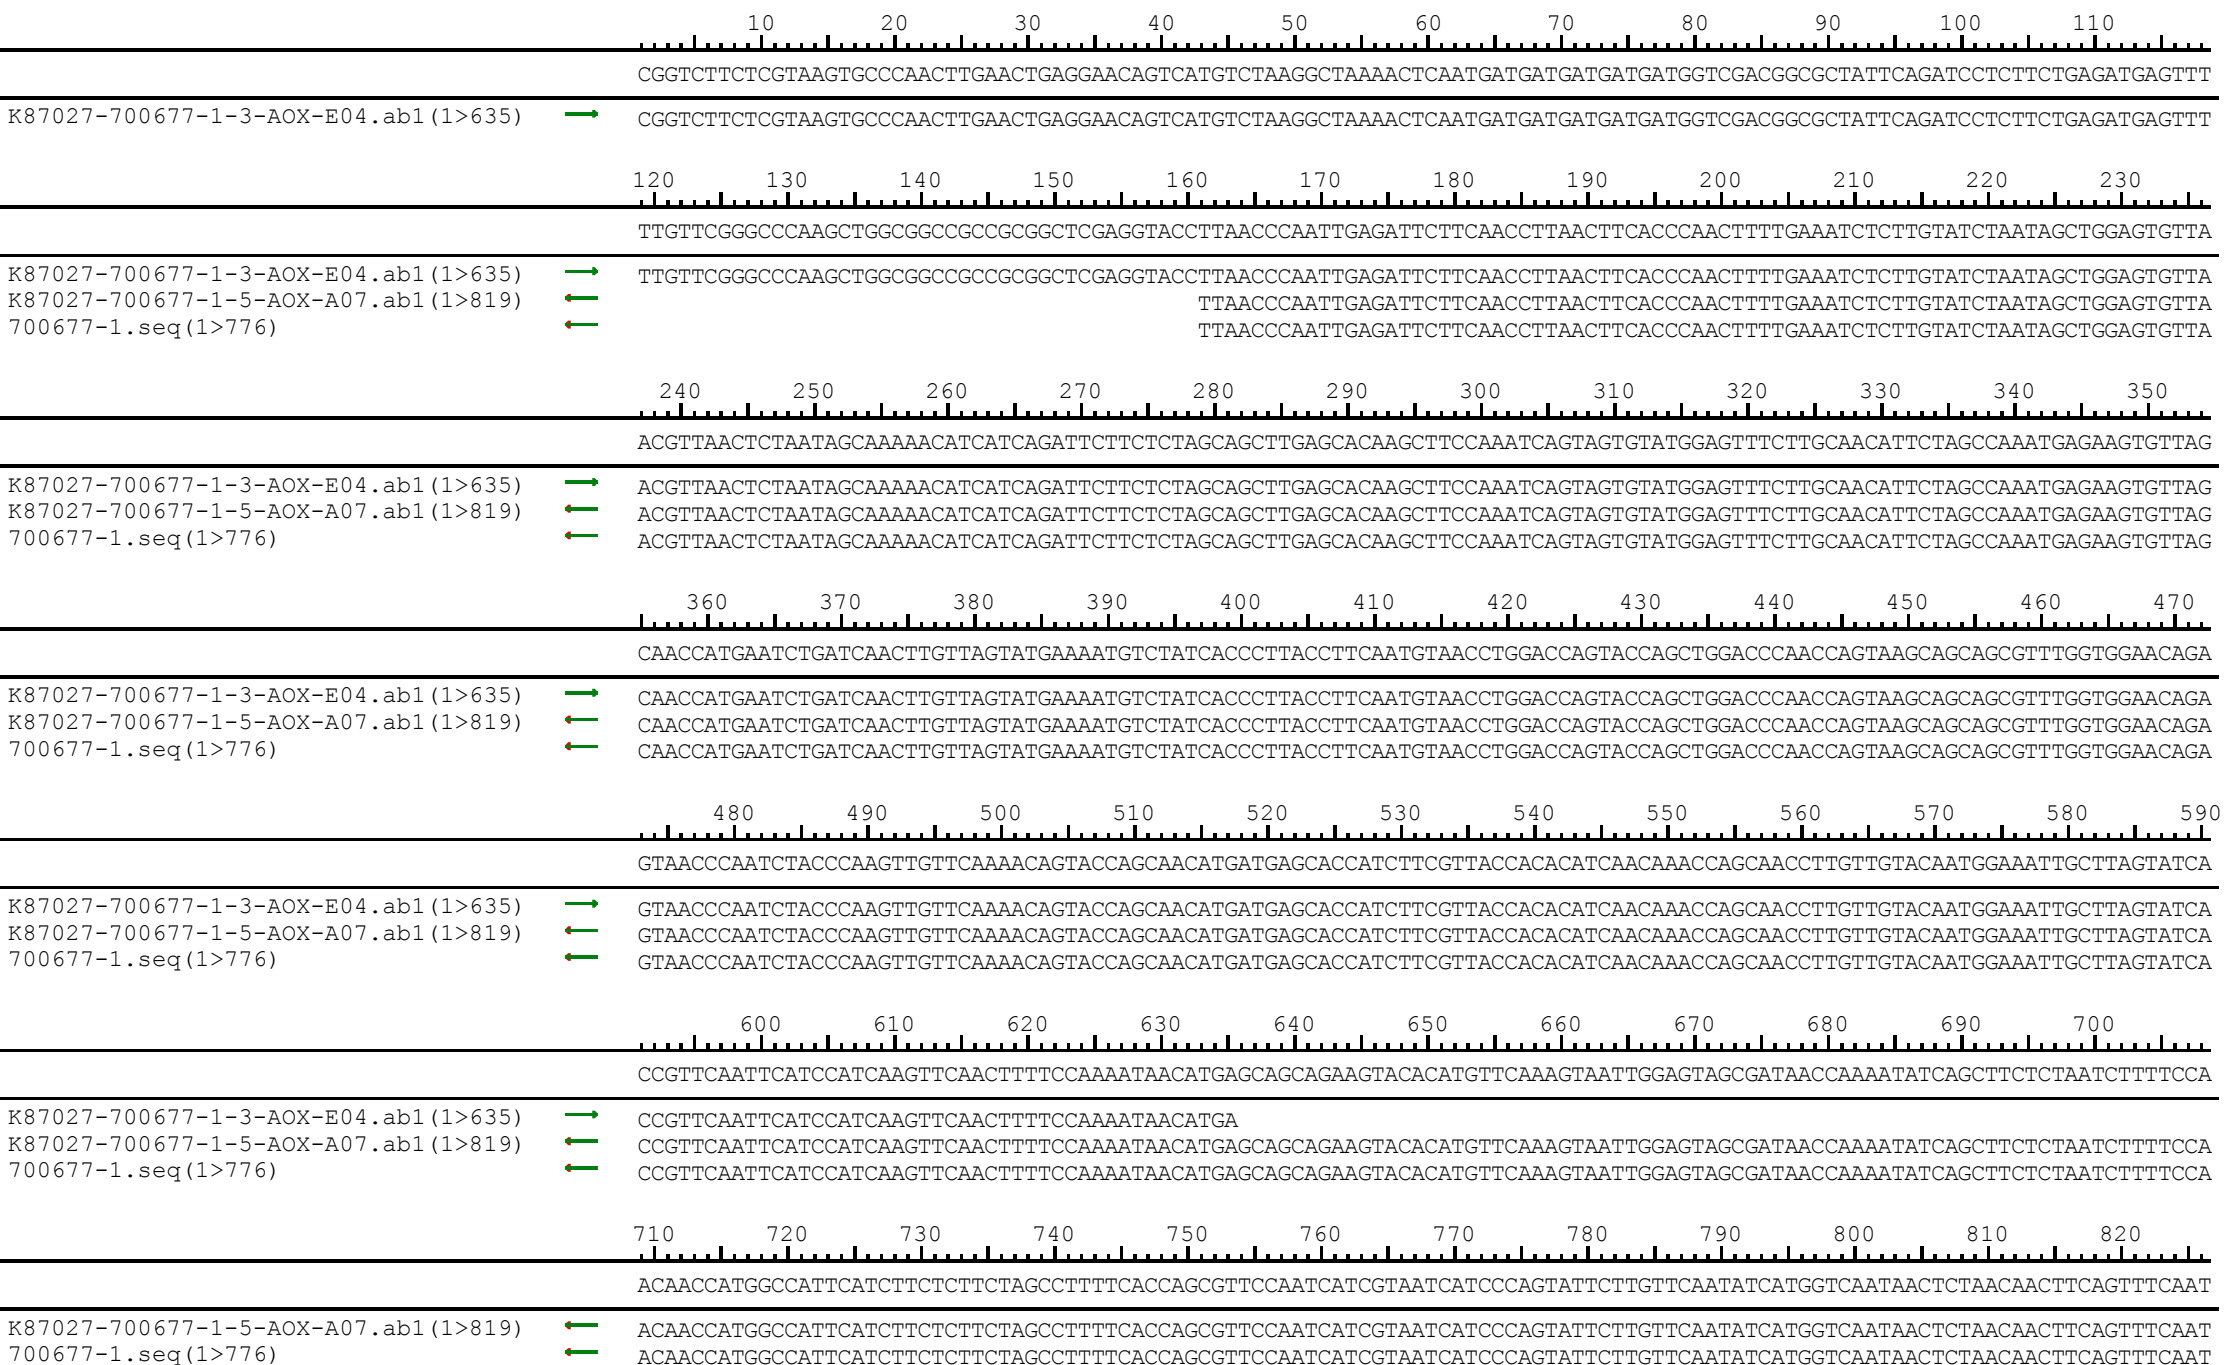 10 20 30 40 50 60 70 80 90 100 110
CGGTCTTCTCGTAAGTGCCCAACTTGAACTGAGGAACAGTCATGTCTAAGGCTAAAACTCAATGATGATGATGATGATGGTCGACGGCGCTATTCAGATCCTCTTCTGAGATGAGTTT
K87027-700677-1-3-AOX-E04.ab1(1>635) CGGTCTTCTCGTAAGTGCCCAACTTGAACTGAGGAACAGTCATGTCTAAGGCTAAAACTCAATGATGATGATGATGATGGTCGACGGCGCTATTCAGATCCTCTTCTGAGATGAGTTT
120 130 140 150 160 170 180 190 200 210 220 230
TTGTTCGGGCCCAAGCTGGCGGCCGCCGCGGCTCGAGGTACCTTAACCCAATTGAGATTCTTCAACCTTAACTTCACCCAACTTTTGAAATCTCTTGTATCTAATAGCTGGAGTGTTA
K87027-700677-1-3-AOX-E04.ab1(1>635) TTGTTCGGGCCCAAGCTGGCGGCCGCCGCGGCTCGAGGTACCTTAACCCAATTGAGATTCTTCAACCTTAACTTCACCCAACTTTTGAAATCTCTTGTATCTAATAGCTGGAGTGTTA
K87027-700677-1-5-AOX-A07.ab1(1>819) TTAACCCAATTGAGATTCTTCAACCTTAACTTCACCCAACTTTTGAAATCTCTTGTATCTAATAGCTGGAGTGTTA
700677-1.seq(1>776) TTAACCCAATTGAGATTCTTCAACCTTAACTTCACCCAACTTTTGAAATCTCTTGTATCTAATAGCTGGAGTGTTA
240 250 260 270 280 290 300 310 320 330 340 350
ACGTTAACTCTAATAGCAAAAACATCATCAGATTCTTCTCTAGCAGCTTGAGCACAAGCTTCCAAATCAGTAGTGTATGGAGTTTCTTGCAACATTCTAGCCAAATGAGAAGTGTTAG
K87027-700677-1-3-AOX-E04.ab1(1>635) ACGTTAACTCTAATAGCAAAAACATCATCAGATTCTTCTCTAGCAGCTTGAGCACAAGCTTCCAAATCAGTAGTGTATGGAGTTTCTTGCAACATTCTAGCCAAATGAGAAGTGTTAG
K87027-700677-1-5-AOX-A07.ab1(1>819) ACGTTAACTCTAATAGCAAAAACATCATCAGATTCTTCTCTAGCAGCTTGAGCACAAGCTTCCAAATCAGTAGTGTATGGAGTTTCTTGCAACATTCTAGCCAAATGAGAAGTGTTAG
700677-1.seq(1>776) ACGTTAACTCTAATAGCAAAAACATCATCAGATTCTTCTCTAGCAGCTTGAGCACAAGCTTCCAAATCAGTAGTGTATGGAGTTTCTTGCAACATTCTAGCCAAATGAGAAGTGTTAG
360 370 380 390 400 410 420 430 440 450 460 470
CAACCATGAATCTGATCAACTTGTTAGTATGAAAATGTCTATCACCCTTACCTTCAATGTAACCTGGACCAGTACCAGCTGGACCCAACCAGTAAGCAGCAGCGTTTGGTGGAACAGA
K87027-700677-1-3-AOX-E04.ab1(1>635) CAACCATGAATCTGATCAACTTGTTAGTATGAAAATGTCTATCACCCTTACCTTCAATGTAACCTGGACCAGTACCAGCTGGACCCAACCAGTAAGCAGCAGCGTTTGGTGGAACAGA
K87027-700677-1-5-AOX-A07.ab1(1>819) CAACCATGAATCTGATCAACTTGTTAGTATGAAAATGTCTATCACCCTTACCTTCAATGTAACCTGGACCAGTACCAGCTGGACCCAACCAGTAAGCAGCAGCGTTTGGTGGAACAGA
700677-1.seq(1>776) CAACCATGAATCTGATCAACTTGTTAGTATGAAAATGTCTATCACCCTTACCTTCAATGTAACCTGGACCAGTACCAGCTGGACCCAACCAGTAAGCAGCAGCGTTTGGTGGAACAGA
480 490 500 510 520 530 540 550 560 570 580 590
GTAACCCAATCTACCCAAGTTGTTCAAAACAGTACCAGCAACATGATGAGCACCATCTTCGTTACCACACATCAACAAACCAGCAACCTTGTTGTACAATGGAAATTGCTTAGTATCA
K87027-700677-1-3-AOX-E04.ab1(1>635) GTAACCCAATCTACCCAAGTTGTTCAAAACAGTACCAGCAACATGATGAGCACCATCTTCGTTACCACACATCAACAAACCAGCAACCTTGTTGTACAATGGAAATTGCTTAGTATCA
K87027-700677-1-5-AOX-A07.ab1(1>819) GTAACCCAATCTACCCAAGTTGTTCAAAACAGTACCAGCAACATGATGAGCACCATCTTCGTTACCACACATCAACAAACCAGCAACCTTGTTGTACAATGGAAATTGCTTAGTATCA
700677-1.seq(1>776) GTAACCCAATCTACCCAAGTTGTTCAAAACAGTACCAGCAACATGATGAGCACCATCTTCGTTACCACACATCAACAAACCAGCAACCTTGTTGTACAATGGAAATTGCTTAGTATCA
600 610 620 630 640 650 660 670 680 690 700
CCGTTCAATTCATCCATCAAGTTCAACTTTTCCAAAATAACATGAGCAGCAGAAGTACACATGTTCAAAGTAATTGGAGTAGCGATAACCAAAATATCAGCTTCTCTAATCTTTTCCA
K87027-700677-1-3-AOX-E04.ab1(1>635) CCGTTCAATTCATCCATCAAGTTCAACTTTTCCAAAATAACATGA
K87027-700677-1-5-AOX-A07.ab1(1>819) CCGTTCAATTCATCCATCAAGTTCAACTTTTCCAAAATAACATGAGCAGCAGAAGTACACATGTTCAAAGTAATTGGAGTAGCGATAACCAAAATATCAGCTTCTCTAATCTTTTCCA
700677-1.seq(1>776) CCGTTCAATTCATCCATCAAGTTCAACTTTTCCAAAATAACATGAGCAGCAGAAGTACACATGTTCAAAGTAATTGGAGTAGCGATAACCAAAATATCAGCTTCTCTAATCTTTTCCA
710 720 730 740 750 760 770 780 790 800 810 820
ACAACCATGGCCATTCATCTTCTCTTCTAGCCTTTTCACCAGCGTTCCAATCATCGTAATCATCCCAGTATTCTTGTTCAATATCATGGTCAATAACTCTAACAACTTCAGTTTCAAT
K87027-700677-1-5-AOX-A07.ab1(1>819) ACAACCATGGCCATTCATCTTCTCTTCTAGCCTTTTCACCAGCGTTCCAATCATCGTAATCATCCCAGTATTCTTGTTCAATATCATGGTCAATAACTCTAACAACTTCAGTTTCAAT
700677-1.seq(1>776) ACAACCATGGCCATTCATCTTCTCTTCTAGCCTTTTCACCAGCGTTCCAATCATCGTAATCATCCCAGTATTCTTGTTCAATATCATGGTCAATAACTCTAACAACTTCAGTTTCAAT